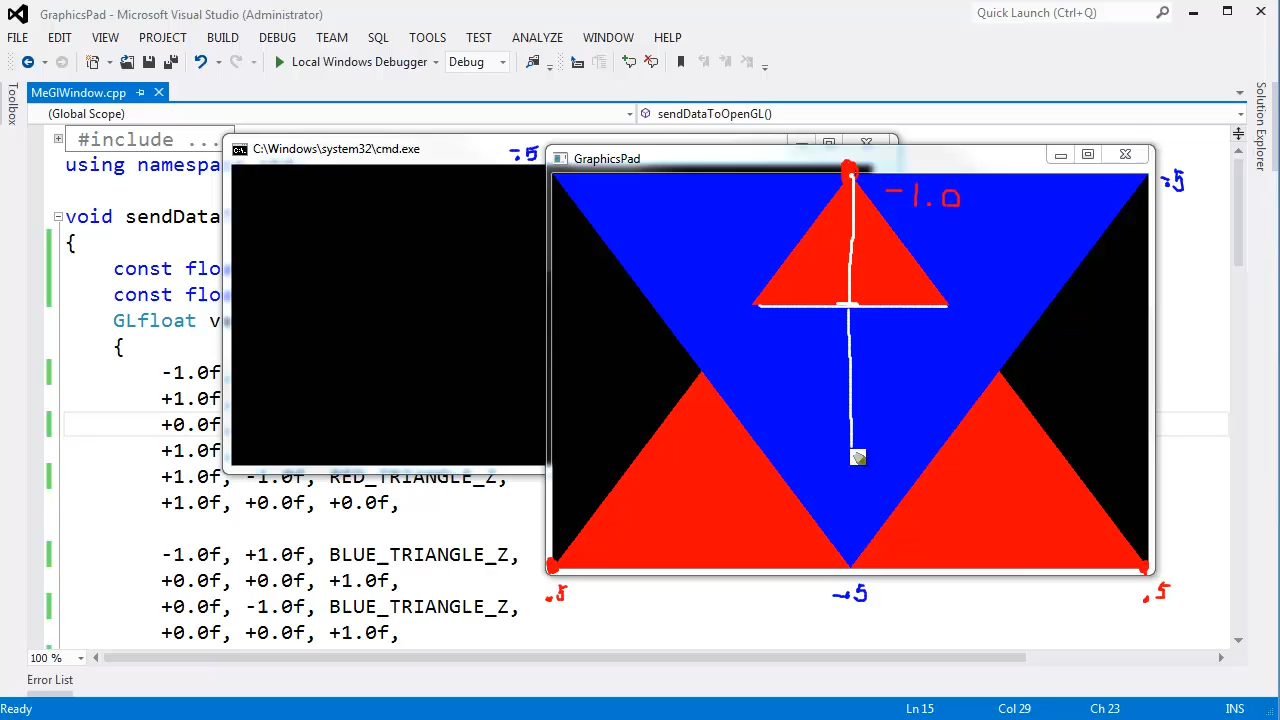 GraphicsPad - Microsoft Visual Studio (Administrator)
Quick Launch (Ctrl+Q)
FILE EDIT VIEW PROJECT BUILD DEBUG TEAM SQL TOOLS TEST ANALYZE WINDOW HELP
Local Windows Debugger Debug
MeGlWindow.cpp
(Global Scope) sendDataToOpenGL()
Toolbox
Solution Explorer
#include ...
using namespace
void sendData
{
const flo
const flo
GLfloat v
{
-1.0f
+1.0f
+0.0f
+1.0f
+1.0f, -1.0f, RED_TRIANGLE_Z,
+1.0f, +0.0f, +0.0f,
-1.0f, +1.0f, BLUE_TRIANGLE_Z,
+0.0f, +0.0f, +1.0f,
+0.0f, -1.0f, BLUE_TRIANGLE_Z,
+0.0f, +0.0f, +1.0f,
C:\Windows\system32\cmd.exe
GraphicsPad
-.5
-.5
-1.0
.5
-.5
.5
100 %
Error List
Ready Ln 15 Col 29 Ch 23 INS